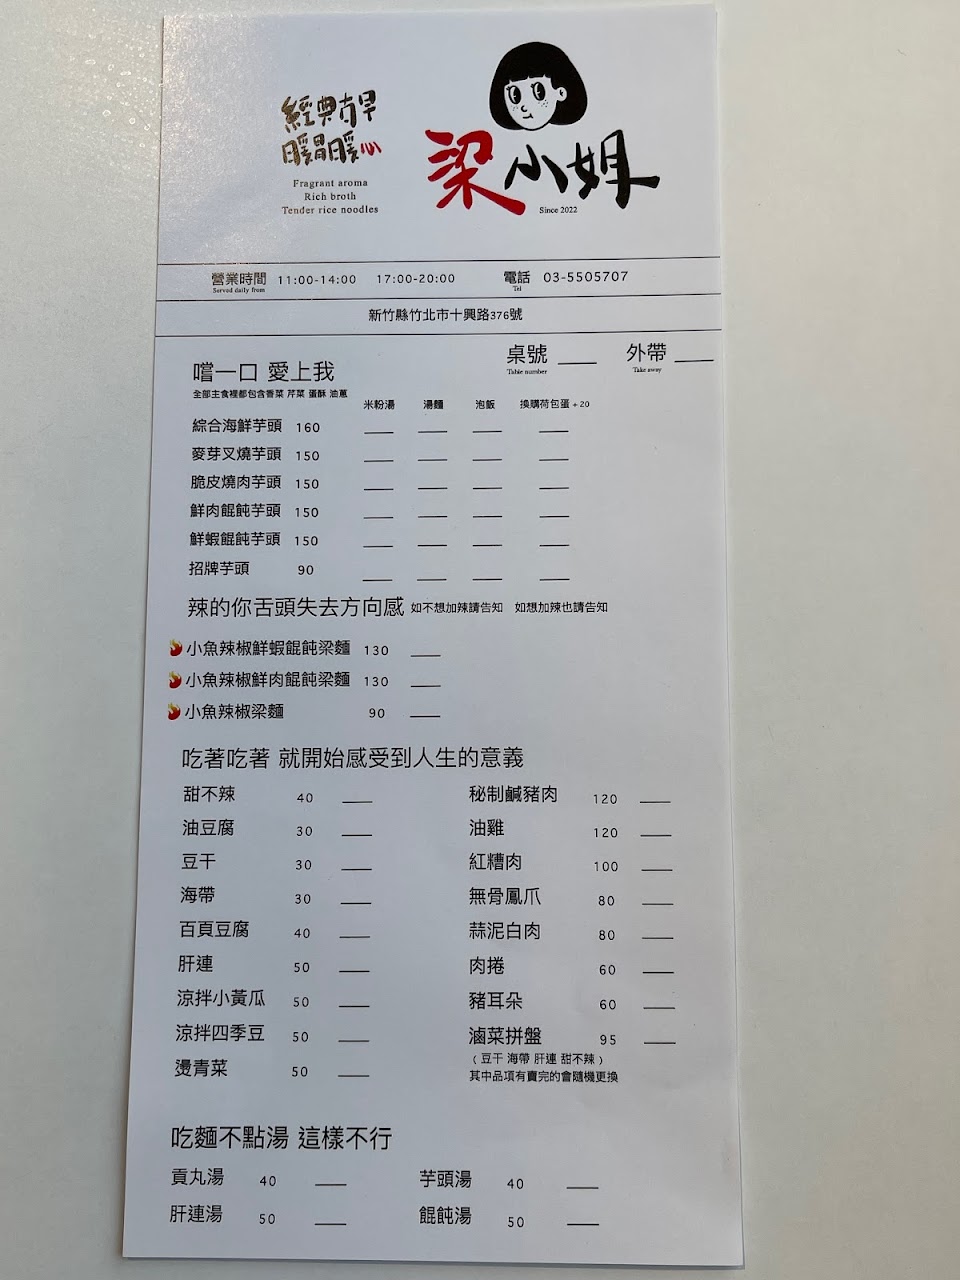 經典古早
暖胃暖心
Fragrant aroma
Rich broth
Tender rice noodles
梁小姐
Since 2022
營業時間 11:00-14:00 17:00-20:00 電話 03-5505707
Served daily from Tel
新竹縣竹北市十興路376號
桌號 外帶
Table number Take away
嚐一口 愛上我
全部主食裡都包含香菜 芹菜 蛋酥 油蔥
米粉湯 湯麵 泡飯 換購荷包蛋 +20
綜合海鮮芋頭 160
麥芽叉燒芋頭 150
脆皮燒肉芋頭 150
鮮肉餛飩芋頭 150
鮮蝦餛飩芋頭 150
招牌芋頭 90
辣的你舌頭失去方向感 如不想加辣請告知 如想加辣也請告知
小魚辣椒鮮蝦餛飩梁麵 130
小魚辣椒鮮肉餛飩梁麵 130
小魚辣椒梁麵 90
吃著吃著 就開始感受到人生的意義
甜不辣 40 秘制鹹豬肉 120
油豆腐 30 油雞 120
豆干 30 紅糟肉 100
海帶 30 無骨鳳爪 80
百頁豆腐 40 蒜泥白肉 80
肝連 50 肉捲 60
涼拌小黃瓜 50 豬耳朵 60
涼拌四季豆 50 滷菜拼盤 95
燙青菜 50 （豆干 海帶 肝連 甜不辣）
其中品項有賣完的會隨機更換
吃麵不點湯 這樣不行
貢丸湯 40 芋頭湯 40
肝連湯 50 餛飩湯 50